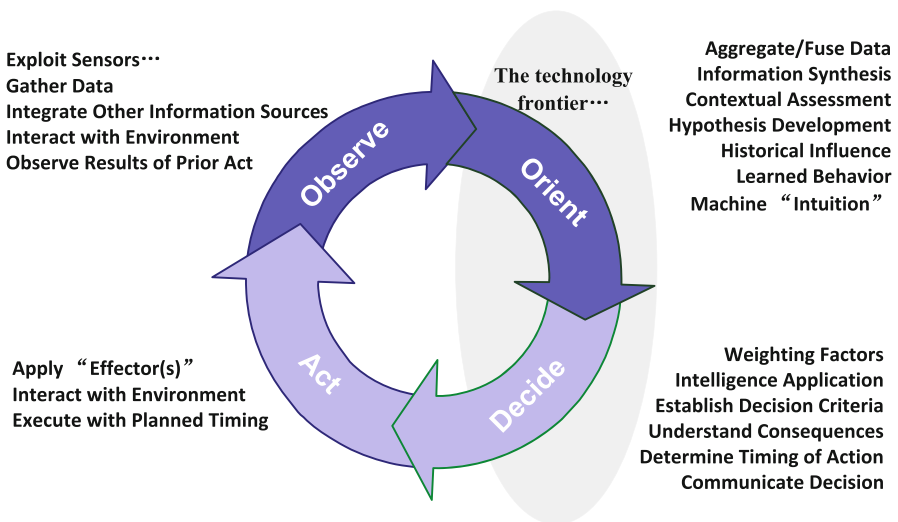 Exploit Sensors⋯
Gather Data
Integrate Other Information Sources
Interact with Environment
Observe Results of Prior Act
Observe
The technology
frontier⋯
Orient
Aggregate/Fuse Data
Information Synthesis
Contextual Assessment
Hypothesis Development
Historical Influence
Learned Behavior
Machine “Intuition”
Apply “Effector(s)”
Interact with Environment
Execute with Planned Timing
Act
Decide
Weighting Factors
Intelligence Application
Establish Decision Criteria
Understand Consequences
Determine Timing of Action
Communicate Decision